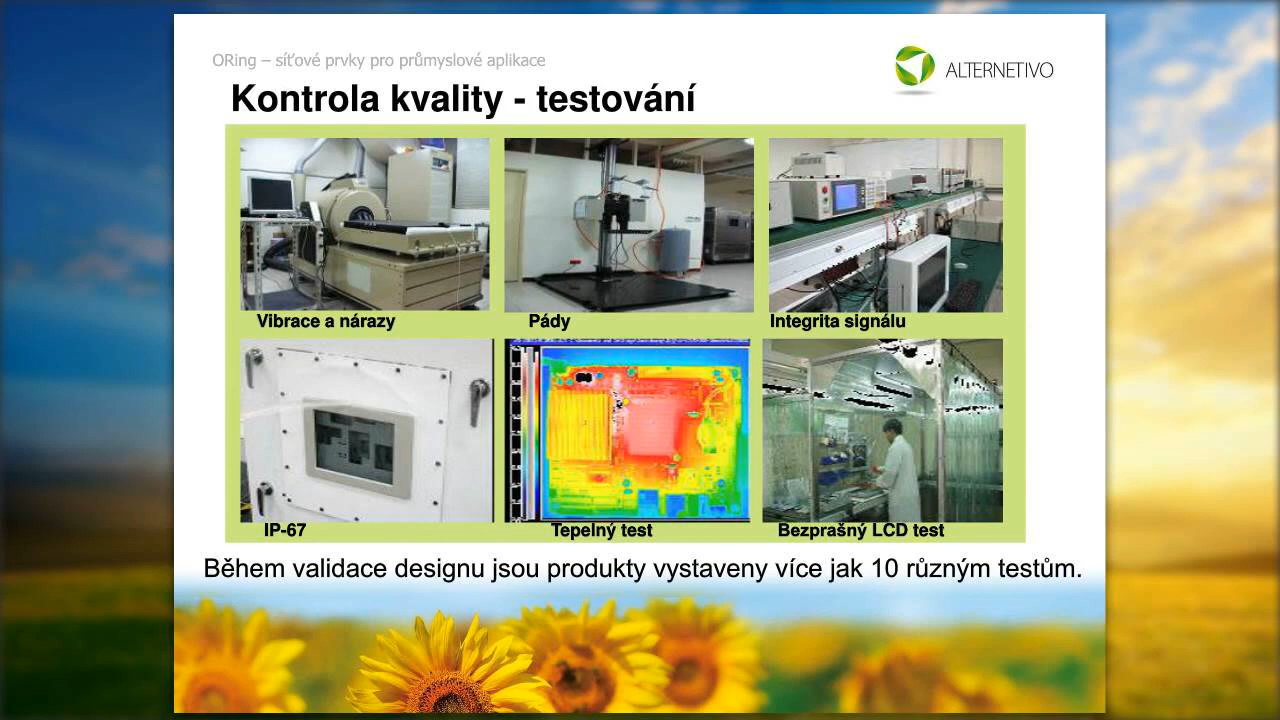 ORing – síťové prvky pro průmyslové aplikace
ALTERNETIVO
Kontrola kvality - testování
Vibrace a nárazy
Pády
Integrita signálu
IP-67
Tepelný test
Bezprašný LCD test
Během validace designu jsou produkty vystaveny více jak 10 různým testům.